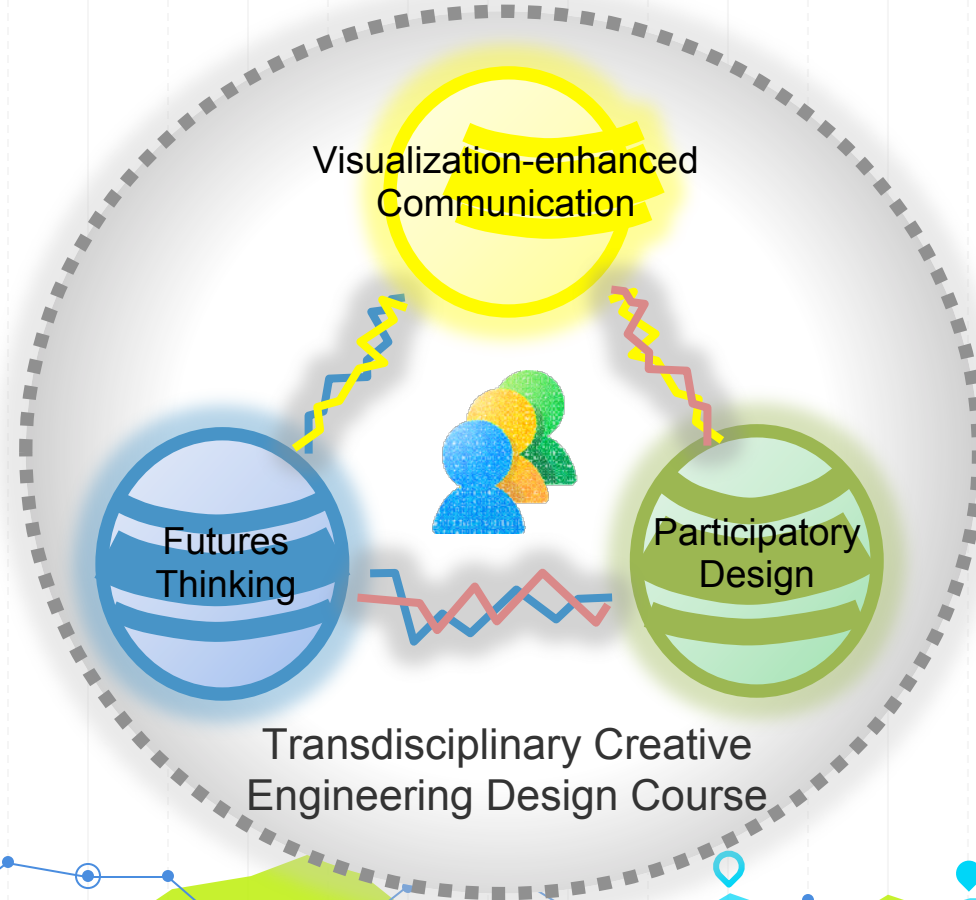 Visualization-enhanced
Communication
Futures
Thinking
Participatory
Design
Transdisciplinary Creative
Engineering Design Course